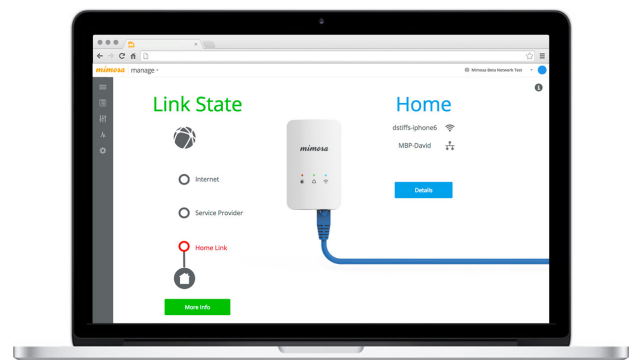 mimosa manage
Mimosa Beta Network Test
Link State
Home
dstiffs-iphone6
MBP-David
mimosa
Internet
Details
Service Provider
Home Link
More Info